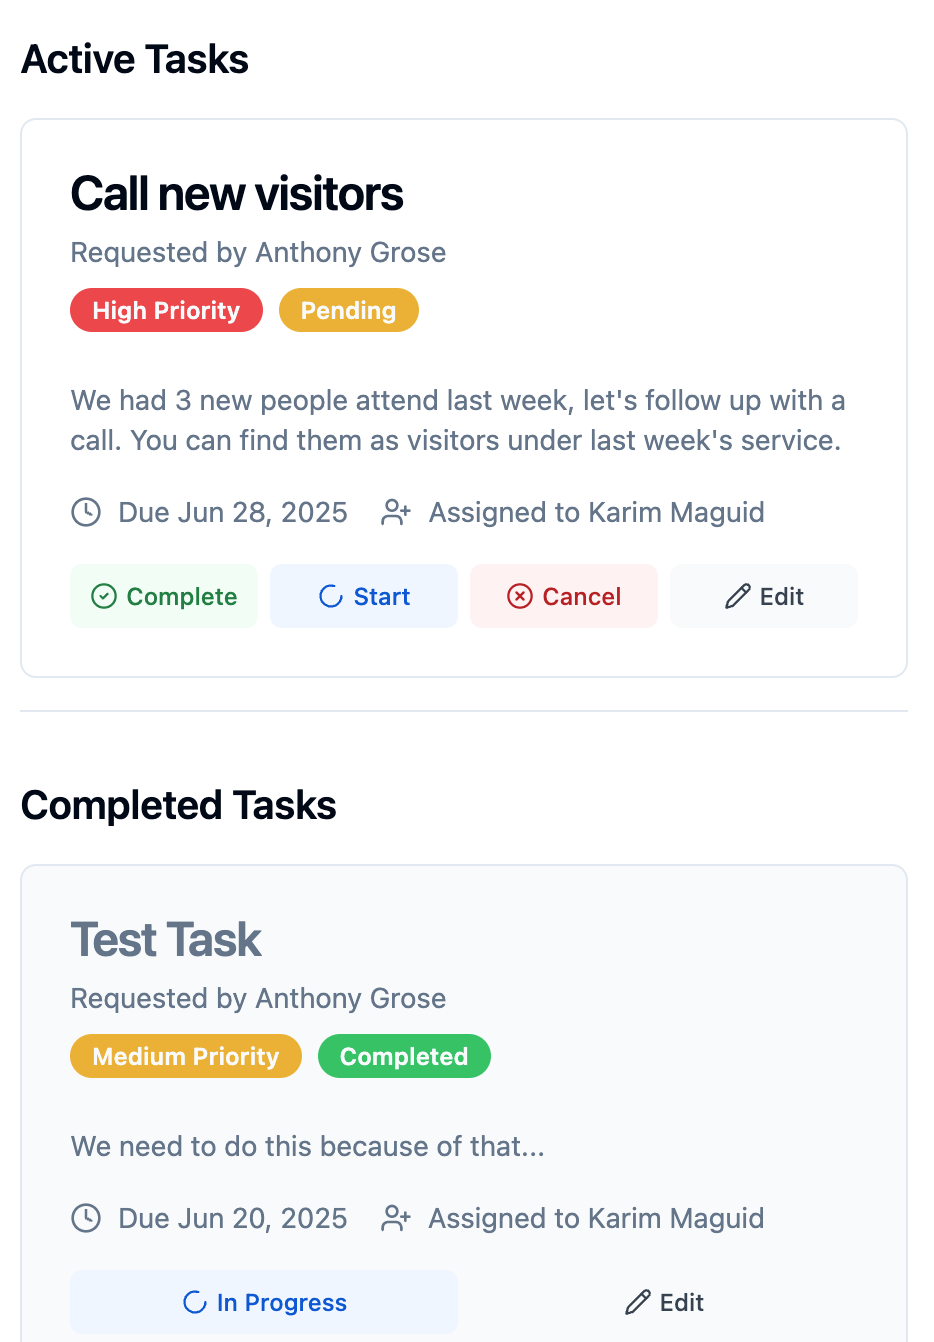 Active Tasks
Call new visitors
Requested by Anthony Grose
High Priority Pending
We had 3 new people attend last week, let's follow up with a
call. You can find them as visitors under last week's service.
Due Jun 28, 2025 Assigned to Karim Maguid
Complete Start Cancel Edit
Completed Tasks
Test Task
Requested by Anthony Grose
Medium Priority Completed
We need to do this because of that...
Due Jun 20, 2025 Assigned to Karim Maguid
In Progress Edit